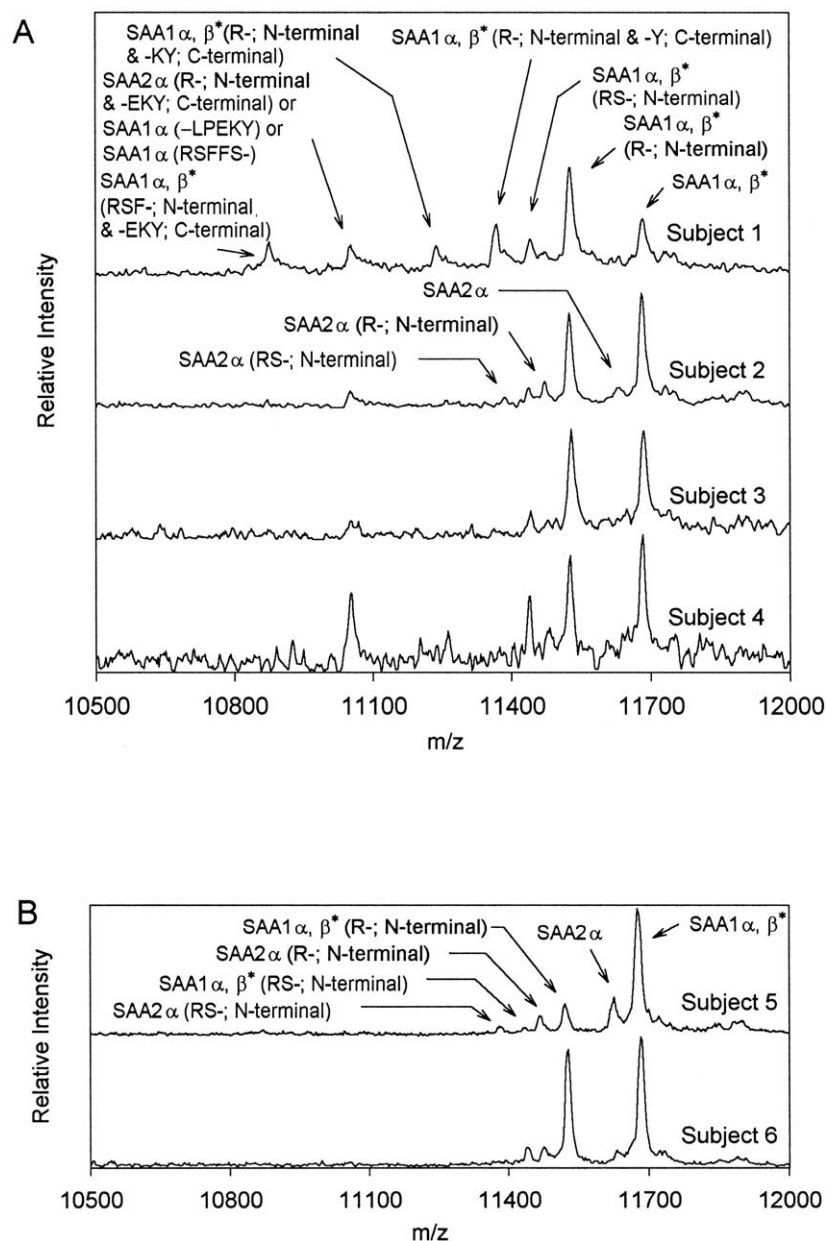 A
SAA1α, β* (R-; N-terminal
& -KY; C-terminal)
SAA2α (R-; N-terminal
& -EKY; C-terminal) or
SAA1α (–LPEKY) or
SAA1α (RSFFS-)
SAA1α, β*
(RSF-; N-terminal
& -EKY; C-terminal)
SAA1α, β* (R-; N-terminal & -Y; C-terminal)
SAA1α, β*
(RS-; N-terminal)
SAA1α, β*
(R-; N-terminal)
SAA1α, β*
Subject 1
SAA2α
SAA2α (R-; N-terminal)
SAA2α (RS-; N-terminal)
Subject 2
Subject 3
Subject 4
Relative Intensity
10500 10800 11100 11400 11700 12000
m/z
B
SAA1α, β* (R-; N-terminal)
SAA2α (R-; N-terminal)
SAA1α, β* (RS-; N-terminal)
SAA2α (RS-; N-terminal)
SAA2α
SAA1α, β*
Subject 5
Subject 6
Relative Intensity
10500 10800 11100 11400 11700 12000
m/z